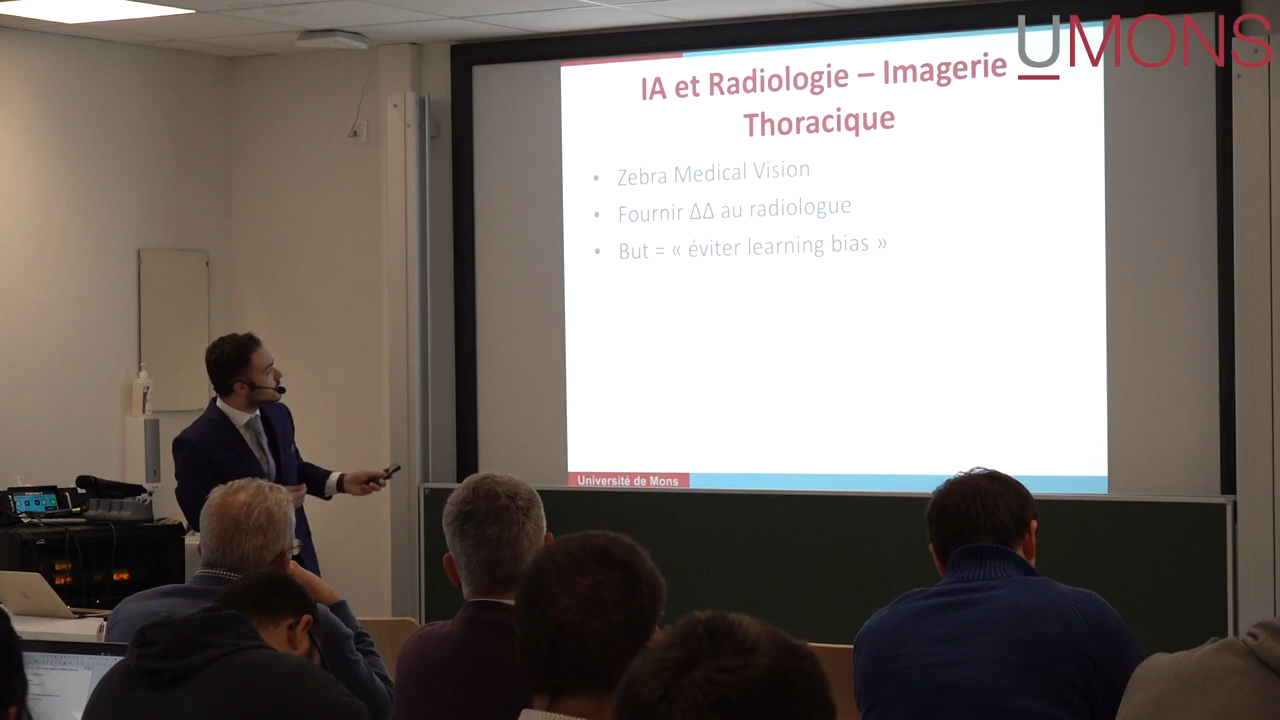 UMONS
IA et Radiologie – Imagerie
Thoracique
• Zebra Medical Vision
• Fournir ΔΔ au radiologue
• But = « éviter learning bias »
Université de Mons